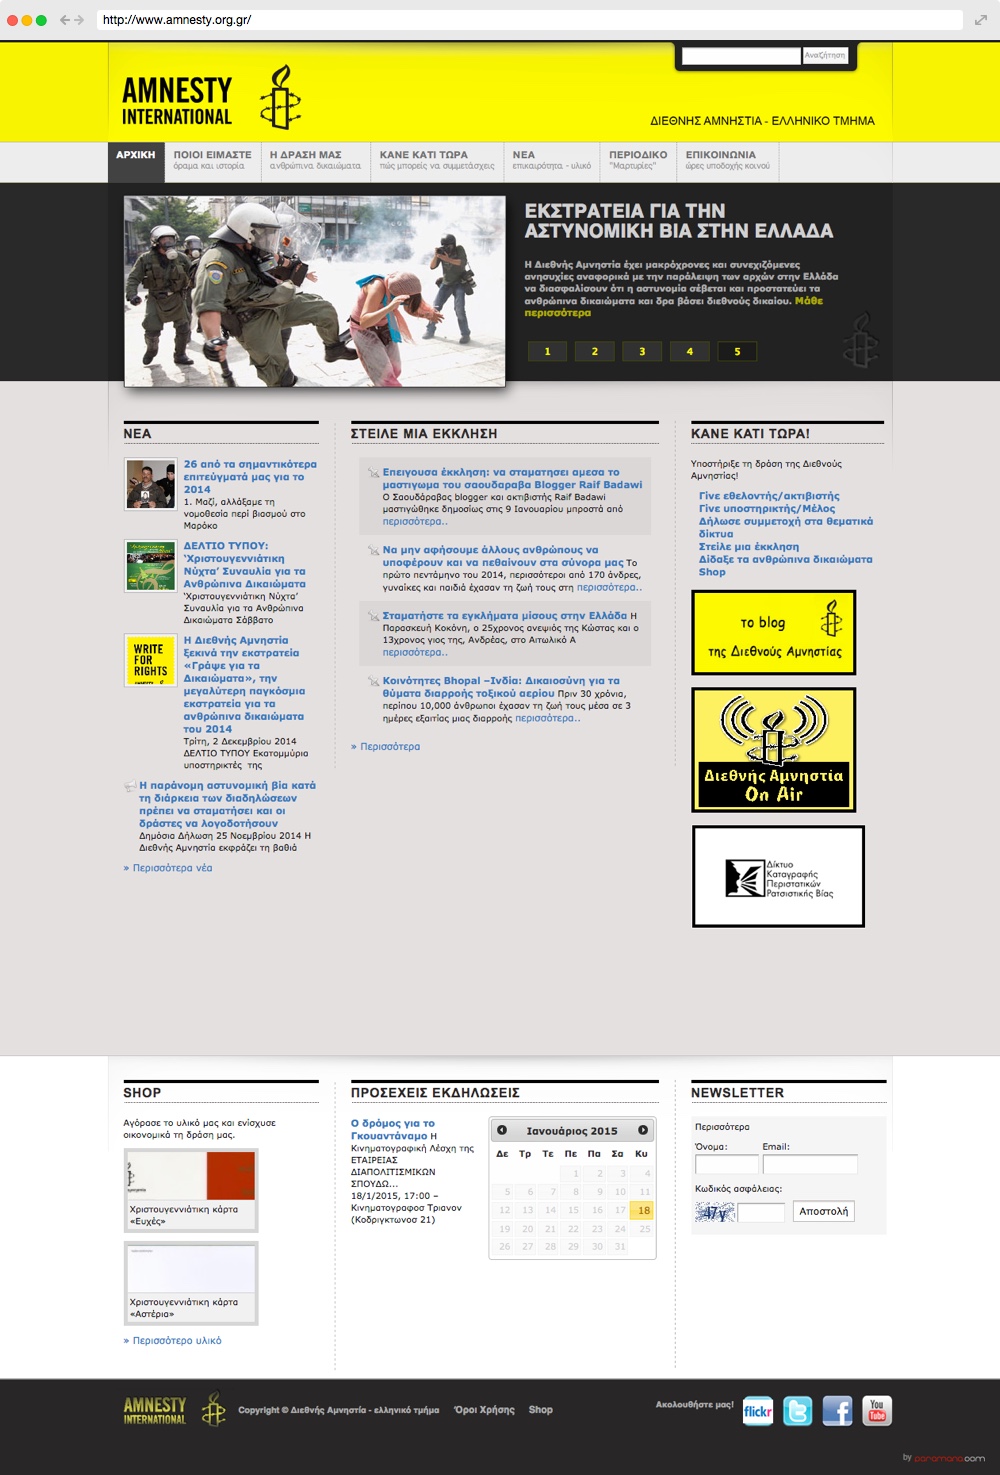 http://www.amnesty.org.gr/
Αναζήτηση
AMNESTY
INTERNATIONAL
ΔΙΕΘΝΗΣ ΑΜΝΗΣΤΙΑ - ΕΛΛΗΝΙΚΟ ΤΜΗΜΑ
ΑΡΧΙΚΗ
ΠΟΙΟΙ ΕΙΜΑΣΤΕ
όραμα και ιστορία
Η ΔΡΑΣΗ ΜΑΣ
ανθρώπινα δικαιώματα
ΚΑΝΕ ΚΑΤΙ ΤΩΡΑ
πώς μπορείς να συμμετάσχεις
ΝΕΑ
επικαιρότητα - υλικό
ΠΕΡΙΟΔΙΚΟ
"Μαρτυρίες"
ΕΠΙΚΟΙΝΩΝΙΑ
ώρες υποδοχής κοινού
ΕΚΣΤΡΑΤΕΙΑ ΓΙΑ ΤΗΝ
ΑΣΤΥΝΟΜΙΚΗ ΒΙΑ ΣΤΗΝ ΕΛΛΑΔΑ
Η Διεθνής Αμνηστία έχει μακρόχρονες και συνεχιζόμενες
ανησυχίες αναφορικά με την παράλειψη των αρχών στην Ελλάδα
να διασφαλίσουν ότι η αστυνομία σέβεται και προστατεύει τα
ανθρώπινα δικαιώματα και δρα βάσει διεθνούς δικαίου. Μάθε
περισσότερα
1 2 3 4 5
ΝΕΑ
26 από τα σημαντικότερα
επιτεύγματά μας για το
2014
1. Μαζί, αλλάξαμε τη
νομοθεσία περί βιασμού στο
Μαρόκο
ΔΕΛΤΙΟ ΤΥΠΟΥ:
‘Χριστουγεννιάτικη
Νύχτα’ Συναυλία για τα
Ανθρώπινα Δικαιώματα
‘Χριστουγεννιάτικη Νύχτα’
Συναυλία για τα Ανθρώπινα
Δικαιώματα Σάββατο
WRITE
FOR
RIGHTS
Η Διεθνής Αμνηστία
ξεκινά την εκστρατεία
«Γράψε για τα
Δικαιώματα», την
μεγαλύτερη παγκόσμια
εκστρατεία για τα
ανθρώπινα δικαιώματα
του 2014
Τρίτη, 2 Δεκεμβρίου 2014
ΔΕΛΤΙΟ ΤΥΠΟΥ Εκατομμύρια
υποστηρικτές της
Η παράνομη αστυνομική βία κατά
τη διάρκεια των διαδηλώσεων
πρέπει να σταματήσει και οι
δράστες να λογοδοτήσουν
Δημόσια Δήλωση 25 Νοεμβρίου 2014 Η
Διεθνής Αμνηστία εκφράζει τη βαθιά
» Περισσότερα νέα
ΣΤΕΙΛΕ ΜΙΑ ΕΚΚΛΗΣΗ
Επειγουσα έκκληση: να σταματησει αμεσα το
μαστιγωμα του σαουδαραβα Blogger Raif Badawi
Ο Σαουδάραβας blogger και ακτιβιστής Raif Badawi
μαστιγώθηκε δημοσίως στις 9 Ιανουαρίου μπροστά από
περισσότερα..
Να μην αφήσουμε άλλους ανθρώπους να
υποφέρουν και να πεθαίνουν στα σύνορα μας Το
πρώτο πεντάμηνο του 2014, περισσότεροι από 170 άνδρες,
γυναίκες και παιδιά έχασαν τη ζωή τους στη περισσότερα..
Σταματήστε τα εγκλήματα μίσους στην Ελλάδα Η
Παρασκευή Κοκόνη, ο 25χρονος ανεψιός της Κώστας και ο
13χρονος γιος της, Ανδρέας, στο Αιτωλικό Α
περισσότερα..
Κοινότητες Bhopal –Ινδία: Δικαιοσύνη για τα
θύματα διαρροής τοξικού αερίου Πριν 30 χρόνια,
περίπου 10,000 άνθρωποι έχασαν τη ζωή τους μέσα σε 3
ημέρες εξαιτίας μιας διαρροής περισσότερα..
» Περισσότερα
ΚΑΝΕ ΚΑΤΙ ΤΩΡΑ!
Υποστήριξε τη δράση της Διεθνούς
Αμνηστίας!
Γίνε εθελοντής/ακτιβιστής
Γίνε υποστηρικτής/Μέλος
Δήλωσε συμμετοχή στα θεματικά
δίκτυα
Στείλε μια έκκληση
Δίδαξε τα ανθρώπινα δικαιώματα
Shop
το blog
της Διεθνούς Αμνηστίας
Διεθνής Αμνηστία
On Air
Δίκτυο
Καταγραφής
Περιστατικών
Ρατσιστικής Βίας
SHOP
Αγόρασε το υλικό μας και ενίσχυσε
οικονομικά τη δράση μας.
Χριστουγεννιάτικη κάρτα
«Ευχές»
Χριστουγεννιάτικη κάρτα
«Αστέρια»
» Περισσότερο υλικό
ΠΡΟΣΕΧΕΙΣ ΕΚΔΗΛΩΣΕΙΣ
Ο δρόμος για το
Γκουαντάναμο Η
Κινηματογραφική Λέσχη της
ΕΤΑΙΡΕΙΑΣ
ΔΙΑΠΟΛΙΤΙΣΜΙΚΩΝ
ΣΠΟΥΔΩ...
18/1/2015, 17:00 –
Κινηματογραφοσ Τριανον
(Κοδριγκτωνοσ 21)
Ιανουάριος 2015
Δε Τρ Τε Πε Πα Σα Κυ
1 2 3 4
5 6 7 8 9 10 11
12 13 14 15 16 17 18
19 20 21 22 23 24 25
26 27 28 29 30 31
NEWSLETTER
Περισσότερα
Όνομα: Email:
Κωδικός ασφάλειας:
47y
Αποστολή
AMNESTY
INTERNATIONAL
Copyright © Διεθνής Αμνηστία - ελληνικό τμήμα Όροι Χρήσης Shop
Ακολουθήστε μας!
flickr
You
Tube
by paramana.com